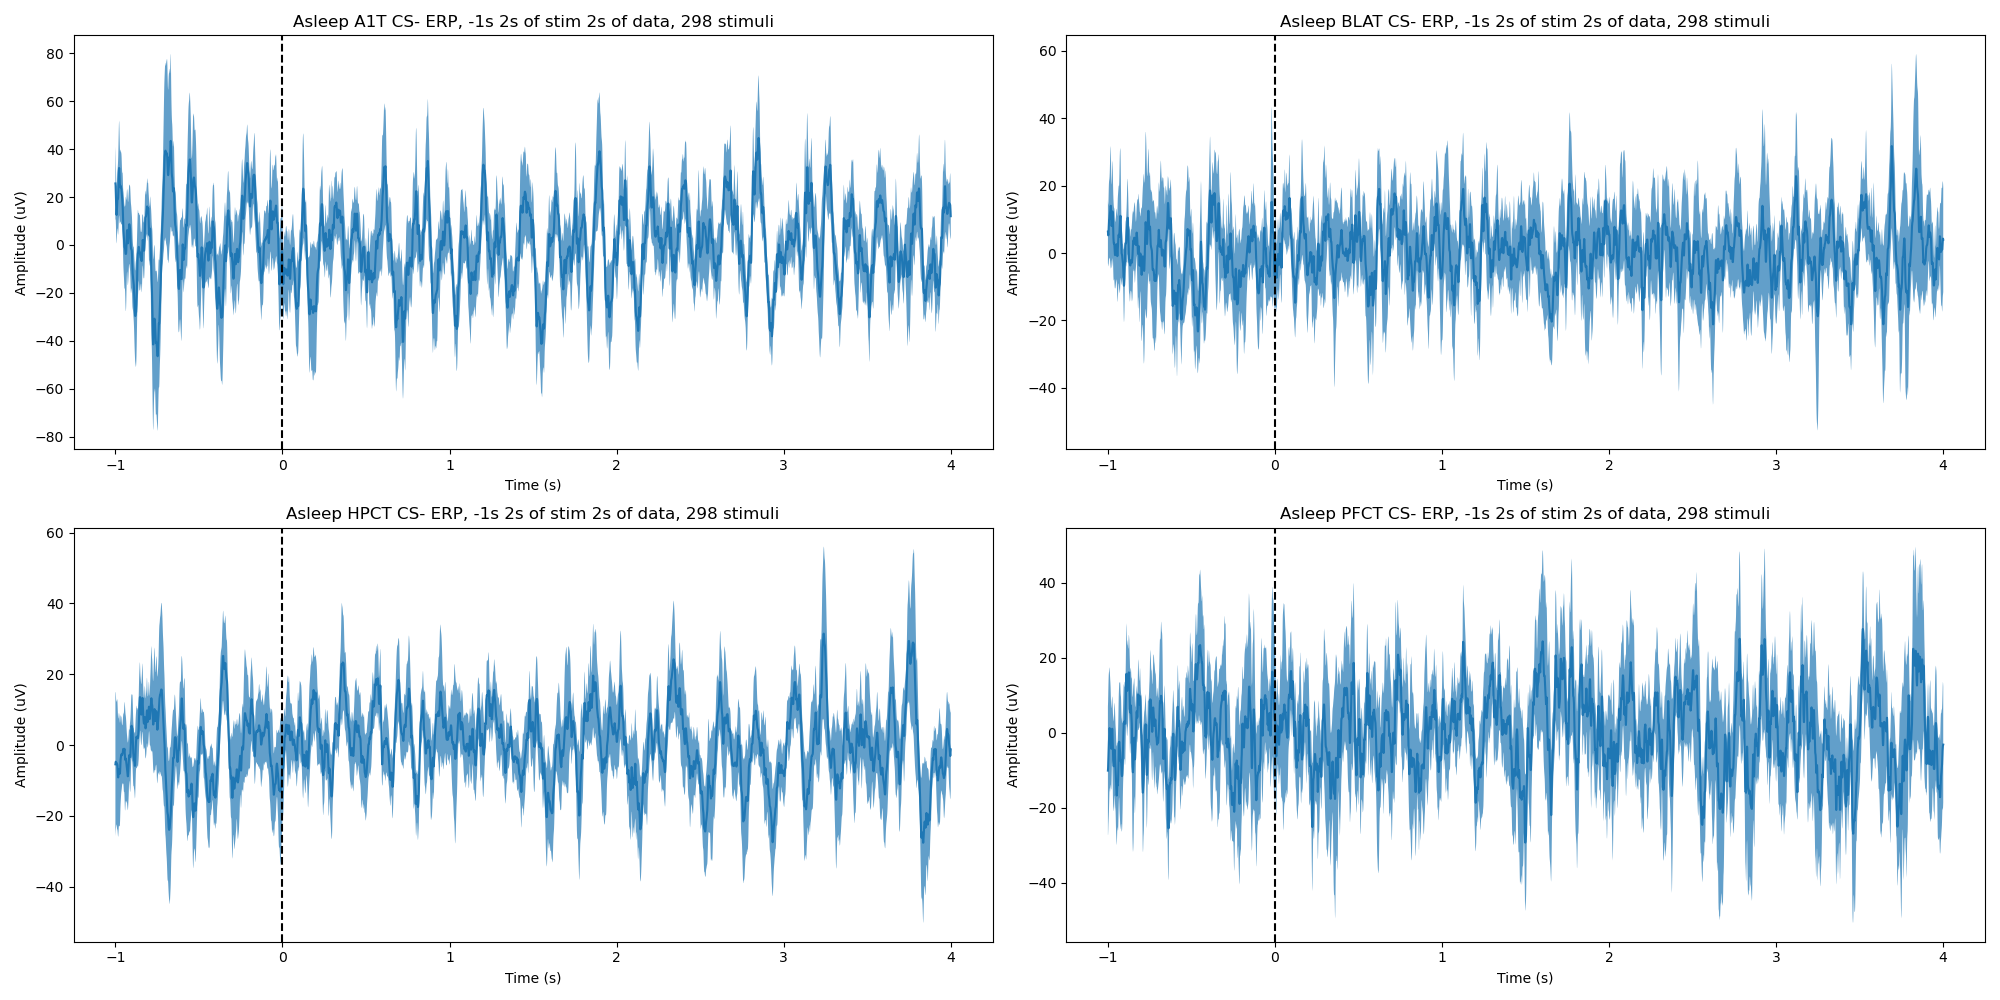 Asleep A1T CS- ERP, -1s 2s of stim 2s of data, 298 stimuli
Amplitude (uV)
80
60
40
20
0
−20
−40
−60
−80
−1 0 1 2 3 4
Time (s)
Asleep BLAT CS- ERP, -1s 2s of stim 2s of data, 298 stimuli
Amplitude (uV)
60
40
20
0
−20
−40
−1 0 1 2 3 4
Time (s)
Asleep HPCT CS- ERP, -1s 2s of stim 2s of data, 298 stimuli
Amplitude (uV)
60
40
20
0
−20
−40
−1 0 1 2 3 4
Time (s)
Asleep PFCT CS- ERP, -1s 2s of stim 2s of data, 298 stimuli
Amplitude (uV)
40
20
0
−20
−40
−1 0 1 2 3 4
Time (s)